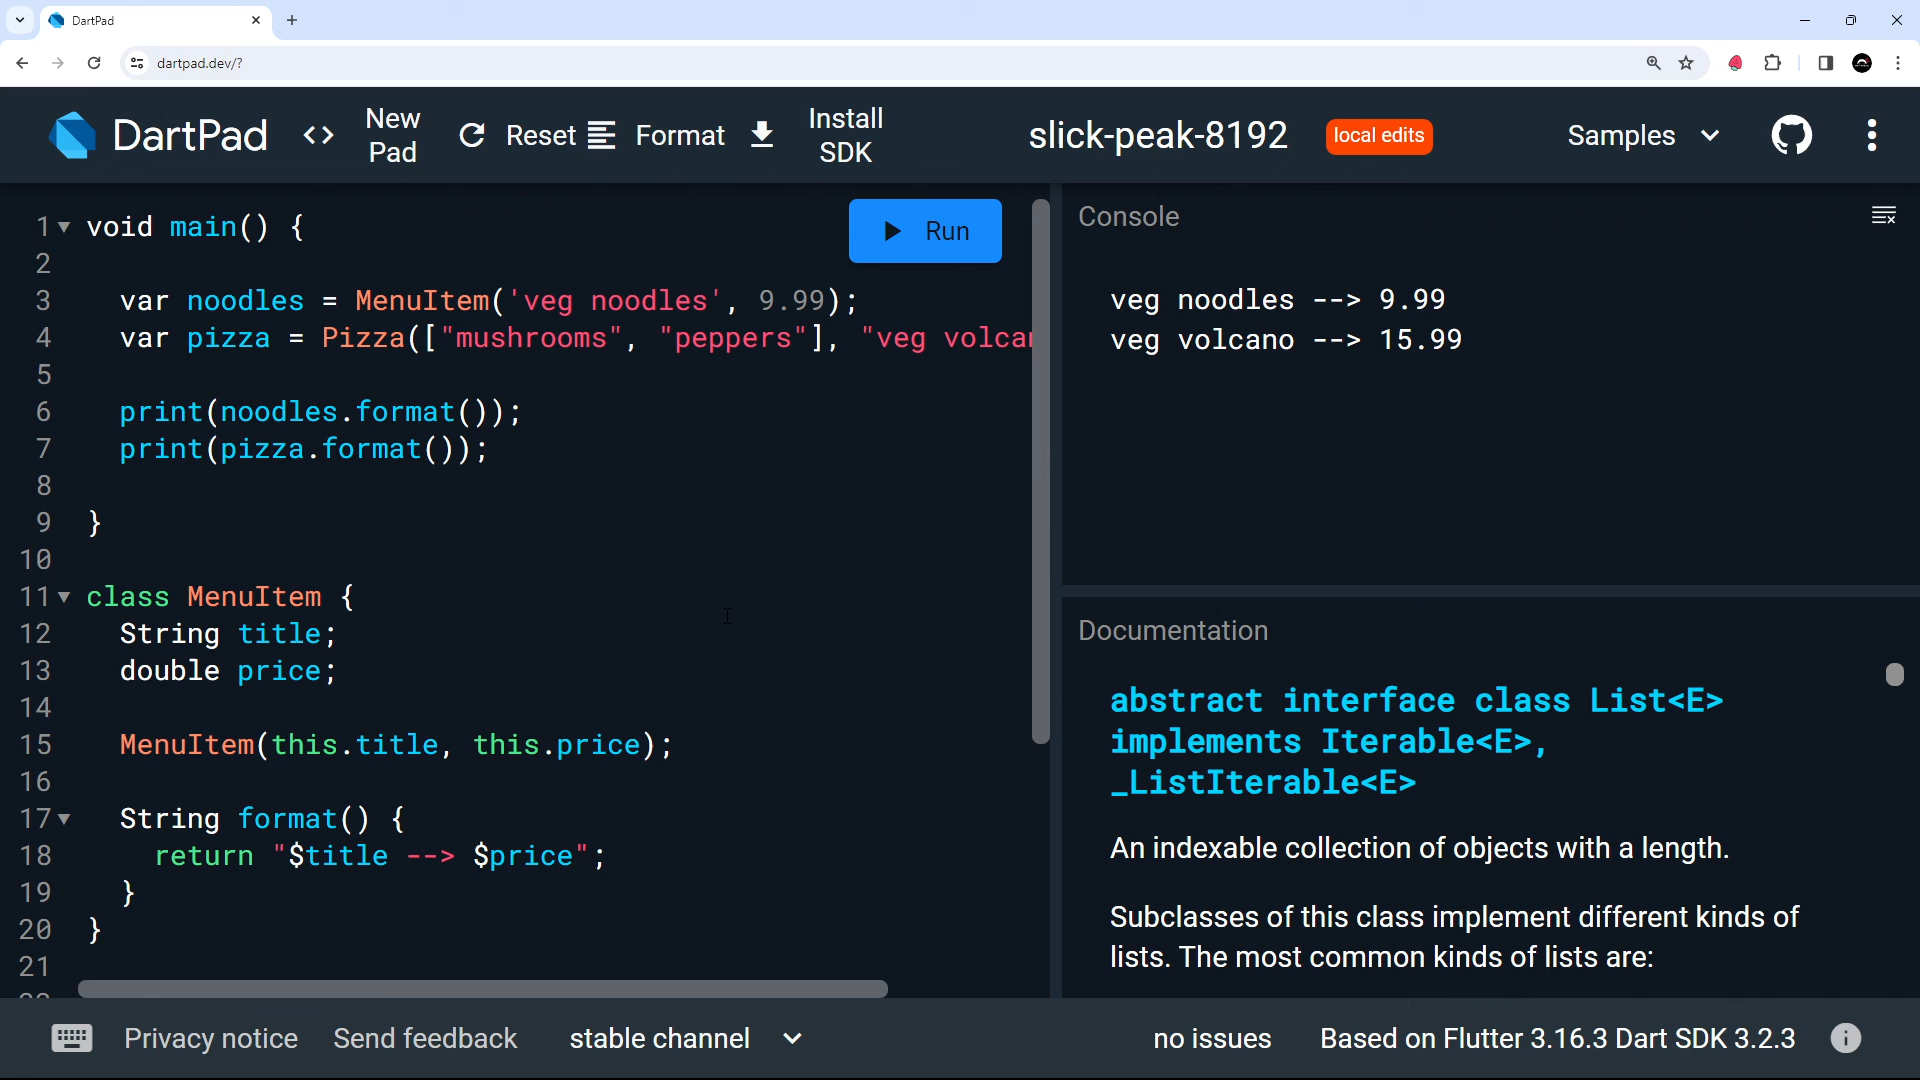 DartPad
dartpad.dev/?
DartPad
<> New Pad
Reset
Format
Install SDK
slick-peak-8192
local edits
Samples
1 void main() {
2
3 var noodles = MenuItem('veg noodles', 9.99);
4 var pizza = Pizza(["mushrooms", "peppers"], "veg volca
5
6 print(noodles.format());
7 print(pizza.format());
8
9 }
10
11 class MenuItem {
12 String title;
13 double price;
14
15 MenuItem(this.title, this.price);
16
17 String format() {
18 return "$title --> $price";
19 }
20 }
21
Run
Console
veg noodles --> 9.99
veg volcano --> 15.99
Documentation
abstract interface class List<E>
implements Iterable<E>,
_ListIterable<E>
An indexable collection of objects with a length.
Subclasses of this class implement different kinds of
lists. The most common kinds of lists are:
Privacy notice
Send feedback
stable channel
no issues
Based on Flutter 3.16.3 Dart SDK 3.2.3